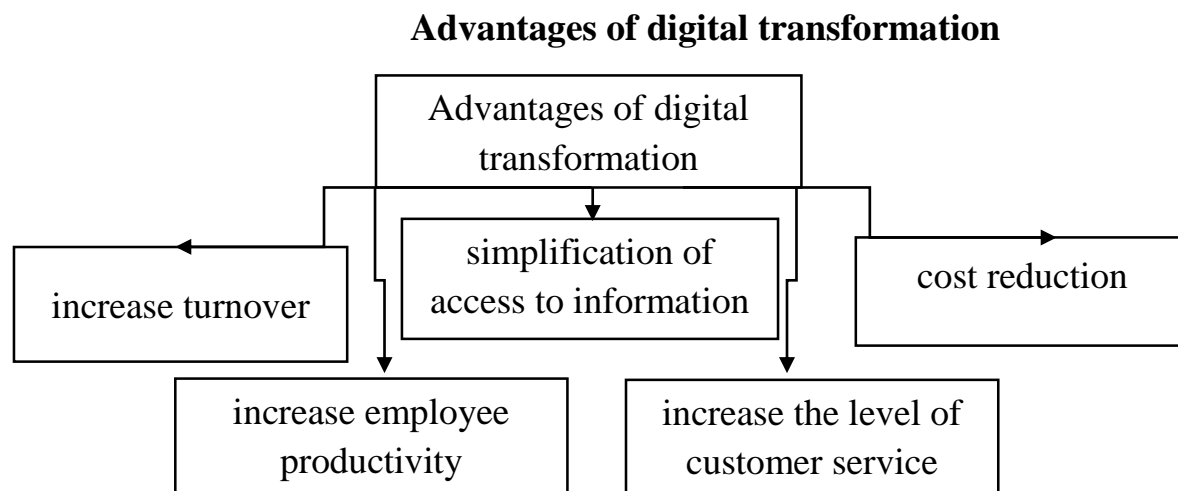 Advantages of digital transformation
Advantages of digital
transformation
increase turnover
simplification of
access to information
cost reduction
increase employee
productivity
increase the level of
customer service